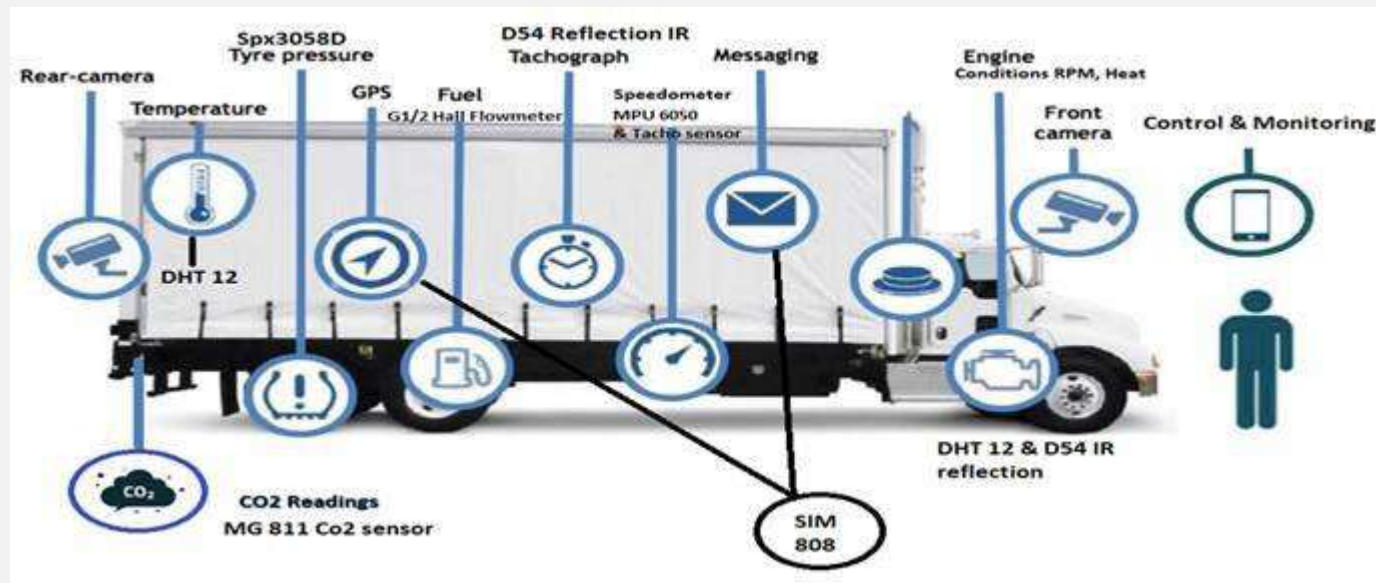 Rear-camera
Temperature
DHT 12
Spx3058D
Tyre pressure
GPS
Fuel
G1/2 Hall Flowmeter
D54 Reflection IR
Tachograph
Speedometer
MPU 6050
& Tacho sensor
Messaging
Engine
Conditions RPM, Heat
Front
camera
Control & Monitoring
DHT 12 & D54 IR
reflection
CO2
CO2 Readings
MG 811 Co2 sensor
SIM
808